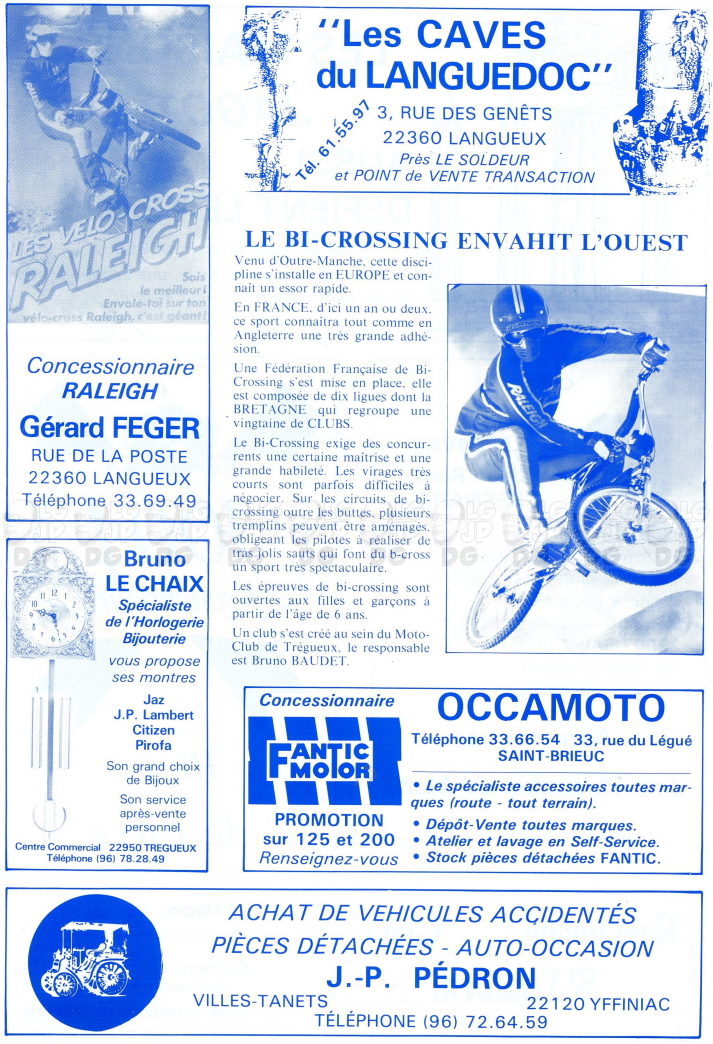 LES VELO-CROSS
RALEIGH
Sois
le meilleur!
Envole-toi sur ton
vélo-cross Raleigh, c'est géant!
Concessionnaire
RALEIGH
Gérard FEGER
RUE DE LA POSTE
22360 LANGUEUX
Téléphone 33.69.49
"Les CAVES
du LANGUEDOC"
Tél. 61.55.97
3, RUE DES GENÊTS
22360 LANGUEUX
Près LE SOLDEUR
et POINT de VENTE TRANSACTION
LE BI-CROSSING ENVAHIT L'OUEST
Venu d'Outre-Manche, cette disci-
pline s'installe en EUROPE et con-
naît un essor rapide.
En FRANCE, d'ici un an ou deux,
ce sport connaîtra tout comme en
Angleterre une très grande adhé-
sion.
Une Fédération Française de Bi-
Crossing s'est mise en place, elle
est composée de dix ligues dont la
BRETAGNE qui regroupe une
vingtaine de CLUBS.
Le Bi-Crossing exige des concur-
rents une certaine maîtrise et une
grande habileté. Les virages très
courts sont parfois difficiles à
négocier. Sur les circuits de bi-
crossing outre les buttes, plusieurs
tremplins peuvent être aménagés,
obligeant les pilotes à réaliser de
tras jolis sauts qui font du b-cross
un sport très spectaculaire.
Les épreuves de bi-crossing sont
ouvertes aux filles et garçons à
partir de l'âge de 6 ans.
Un club s'est créé au sein du Moto-
Club de Trégueux, le responsable
est Bruno BAUDET.
RALEIGH
Bruno
LE CHAIX
Spécialiste
de l'Horlogerie
Bijouterie
vous propose
ses montres
Jaz
J.P. Lambert
Citizen
Pirofa
Son grand choix
de Bijoux
Son service
après-vente
personnel
Centre Commercial 22950 TREGUEUX
Téléphone (96) 78.28.49
Concessionnaire
FANTIC
MOTOR
PROMOTION
sur 125 et 200
Renseignez-vous
OCCAMOTO
Téléphone 33.66.54 33, rue du Légué
SAINT-BRIEUC
• Le spécialiste accessoires toutes mar-
ques (route - tout terrain).
• Dépôt-Vente toutes marques.
• Atelier et lavage en Self-Service.
• Stock pièces détachées FANTIC.
ACHAT DE VEHICULES ACCIDENTÉS
PIÈCES DÉTACHÉES - AUTO-OCCASION
J.-P. PÉDRON
VILLES-TANETS 22120 YFFINIAC
TÉLÉPHONE (96) 72.64.59